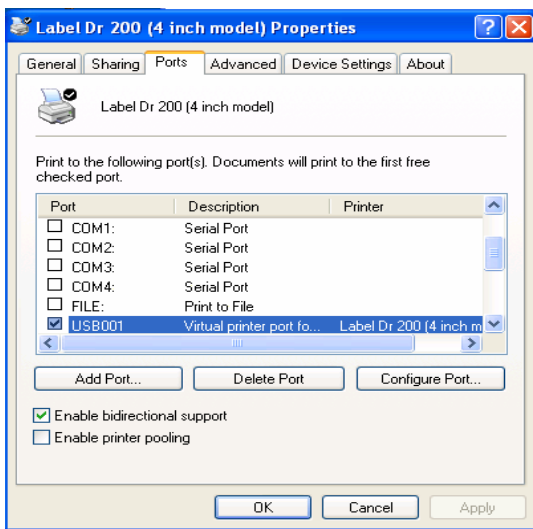 Label Dr 200 (4 inch model) Properties
General Sharing Ports Advanced Device Settings About
Label Dr 200 (4 inch model)
Print to the following port(s). Documents will print to the first free
checked port.
Port Description Printer
COM1: Serial Port
COM2: Serial Port
COM3: Serial Port
COM4: Serial Port
FILE: Print to File
USB001 Virtual printer port fo... Label Dr 200 (4 inch m
Add Port... Delete Port Configure Port...
Enable bidirectional support
Enable printer pooling
OK Cancel Apply